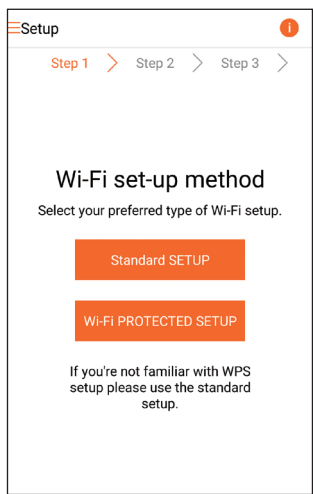 Setup
i
Step 1 Step 2 Step 3
Wi-Fi set-up method
Select your preferred type of Wi-Fi setup.
Standard SETUP
Wi-Fi PROTECTED SETUP
If you're not familiar with WPS
setup please use the standard
setup.